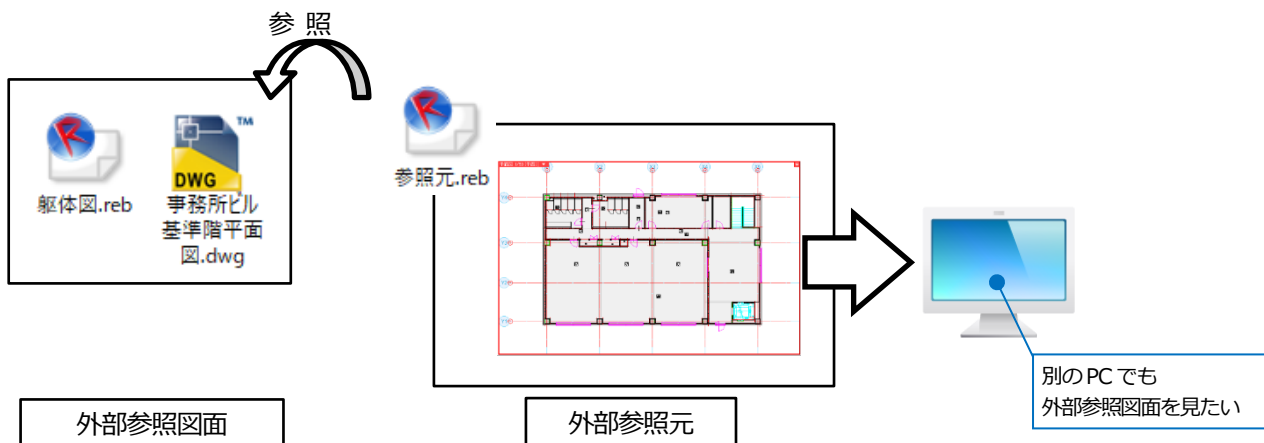 参 照
躯体図.reb
DWG
TM
事務所ビル
基準階平面
図.dwg
参照元.reb
別のPCでも
外部参照図面を見たい
外部参照図面
外部参照元